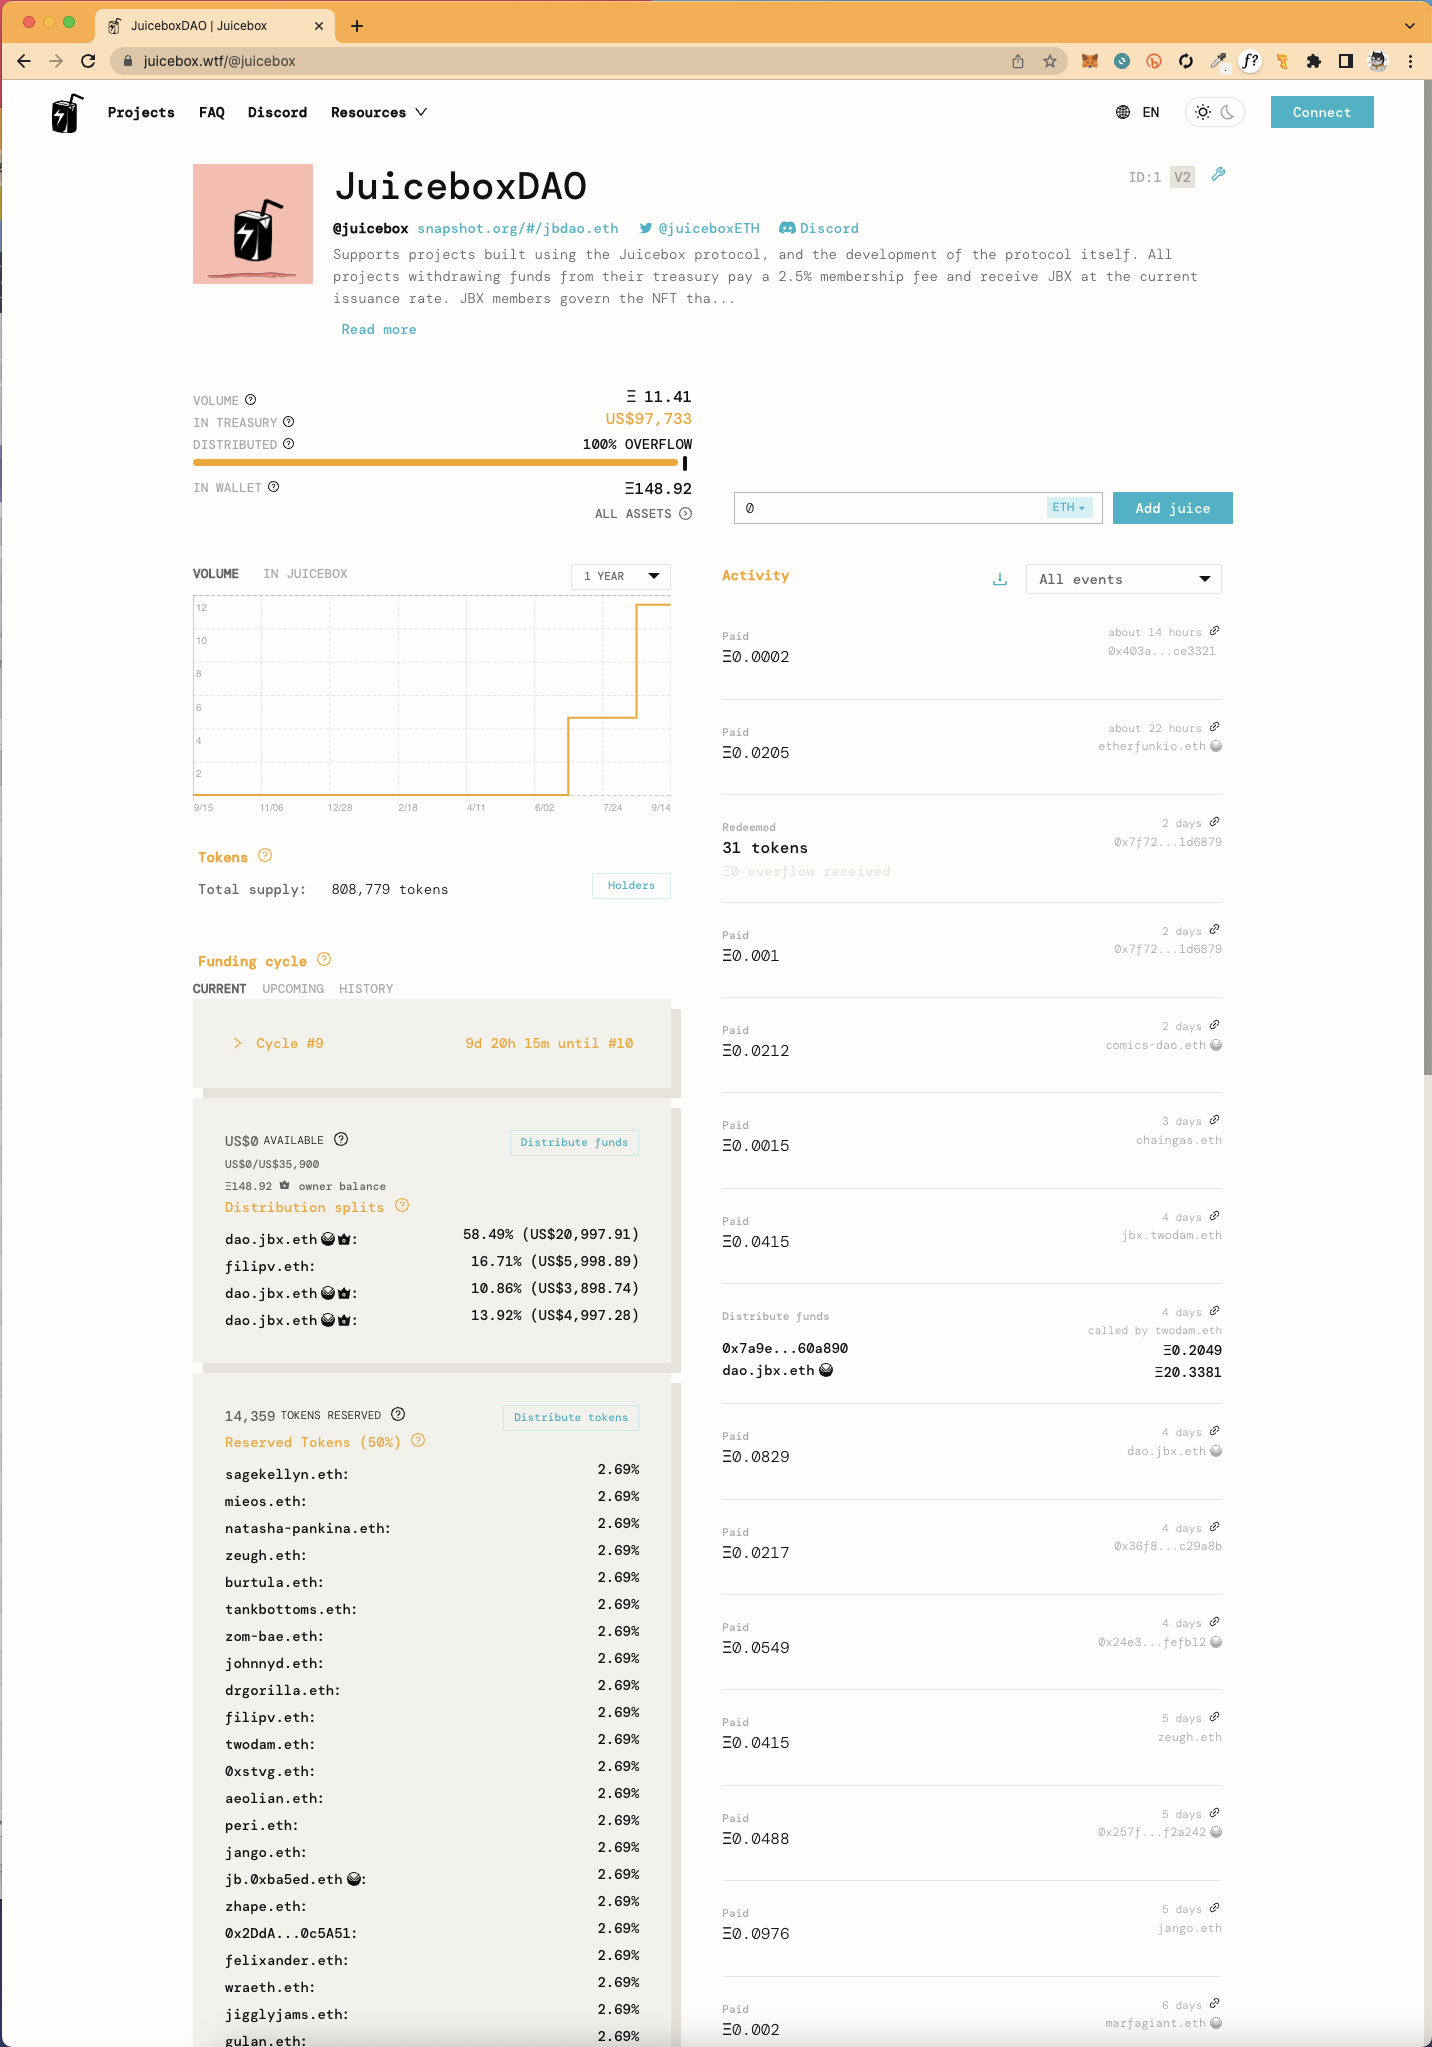 JuiceboxDAO | Juicebox
juicebox.wtf/@juicebox
Projects FAQ Discord Resources EN Connect
JuiceboxDAO
ID:1 V2
@juicebox snapshot.org/#/jbdao.eth @juiceboxETH Discord
Supports projects built using the Juicebox protocol, and the development of the protocol itself. All
projects withdrawing funds from their treasury pay a 2.5% membership fee and receive JBX at the current
issuance rate. JBX members govern the NFT tha...
Read more
VOLUME Ξ 11.41
IN TREASURY US$97,733
DISTRIBUTED 100% OVERFLOW
IN WALLET Ξ148.92
ALL ASSETS
0 ETH Add juice
VOLUME IN JUICEBOX 1 YEAR
12
10
8
6
4
2
9/15 11/06 12/28 2/18 4/11 6/02 7/24 9/14
Tokens
Total supply: 808,779 tokens Holders
Funding cycle
CURRENT UPCOMING HISTORY
Cycle #9 9d 20h 15m until #10
US$0 AVAILABLE Distribute funds
US$0/US$35,900
Ξ148.92 owner balance
Distribution splits
dao.jbx.eth: 58.49% (US$20,997.91)
filipv.eth: 16.71% (US$5,998.89)
dao.jbx.eth: 10.86% (US$3,898.74)
dao.jbx.eth: 13.92% (US$4,997.28)
14,359 TOKENS RESERVED Distribute tokens
Reserved Tokens (50%)
sagekellyn.eth: 2.69%
mieos.eth: 2.69%
natasha-pankina.eth: 2.69%
zeugh.eth: 2.69%
burtula.eth: 2.69%
tankbottoms.eth: 2.69%
zom-bae.eth: 2.69%
johnnyd.eth: 2.69%
drgorilla.eth: 2.69%
filipv.eth: 2.69%
twodam.eth: 2.69%
0xstvg.eth: 2.69%
aeolian.eth: 2.69%
peri.eth: 2.69%
jango.eth: 2.69%
jb.0xba5ed.eth: 2.69%
zhape.eth: 2.69%
0x2DdA...0c5A51: 2.69%
felixander.eth: 2.69%
wraeth.eth: 2.69%
jigglyjams.eth: 2.69%
gulan.eth: 2.69%
Activity All events
Paid about 14 hours
Ξ0.0002 0x403a...ce3321
Paid about 22 hours
Ξ0.0205 etherfunkio.eth
Redeemed 2 days
31 tokens 0x7f72...1d6879
Ξ0 overflow received
Paid 2 days
Ξ0.001 0x7f72...1d6879
Paid 2 days
Ξ0.0212 comics-dao.eth
Paid 3 days
Ξ0.0015 chaingas.eth
Paid 4 days
Ξ0.0415 jbx.twodam.eth
Distribute funds 4 days
called by twodam.eth
0x7a9e...60a890 Ξ0.2049
dao.jbx.eth Ξ20.3381
Paid 4 days
Ξ0.0829 dao.jbx.eth
Paid 4 days
Ξ0.0217 0x36f8...c29a8b
Paid 4 days
Ξ0.0549 0x24e3...fefb12
Paid 5 days
Ξ0.0415 zeugh.eth
Paid 5 days
Ξ0.0488 0x257f...f2a242
Paid 5 days
Ξ0.0976 jango.eth
Paid 6 days
Ξ0.002 marfagiant.eth